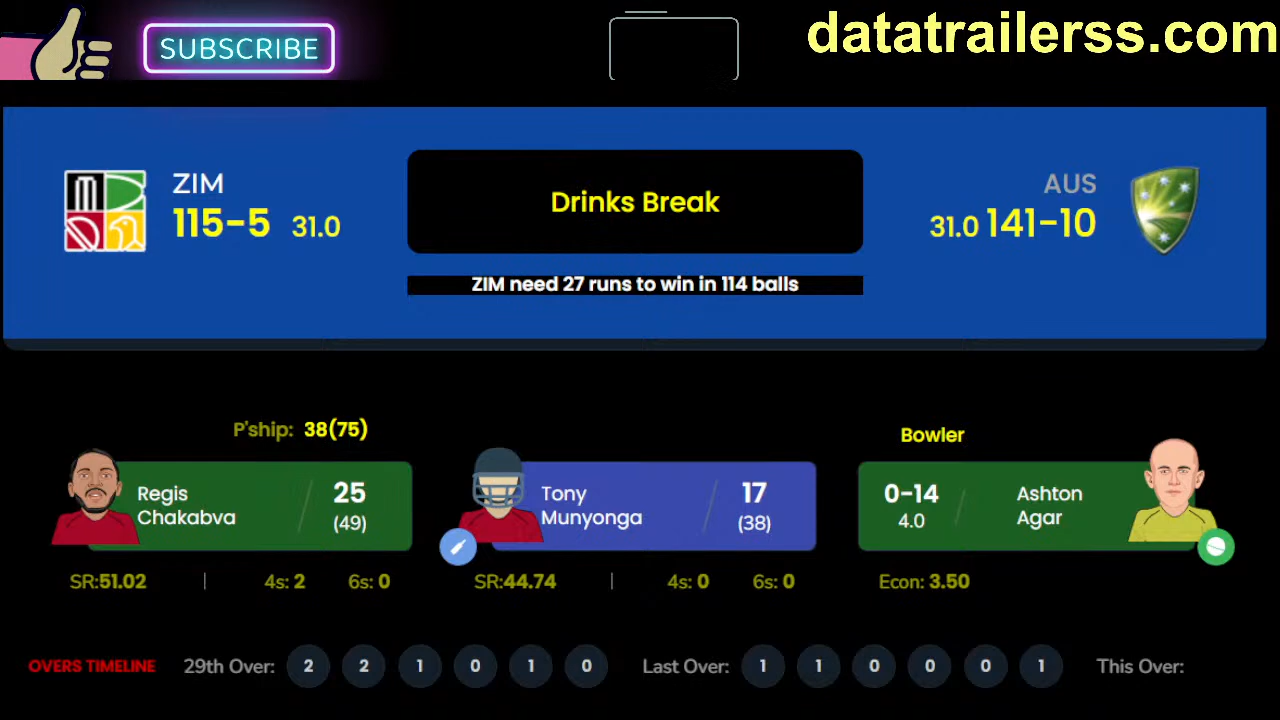 SUBSCRIBE
datatrailerss.com
ZIM
115-5 31.0
Drinks Break
AUS
31.0 141-10
ZIM need 27 runs to win in 114 balls
P'ship: 38(75)
Bowler
Regis
Chakabva
25
(49)
Tony
Munyonga
17
(38)
0-14
4.0
Ashton
Agar
SR:51.02 | 4s: 2 6s: 0
SR:44.74 | 4s: 0 6s: 0
Econ: 3.50
OVERS TIMELINE 29th Over: 2 2 1 0 1 0 Last Over: 1 1 0 0 0 1 This Over: